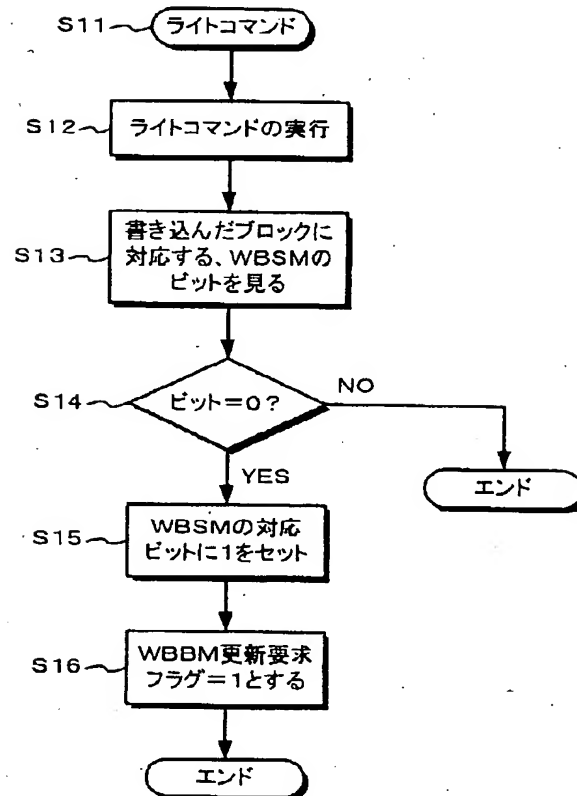 S11
ライトコマンド
S12
ライトコマンドの実行
S13
書き込んだブロックに
対応する、WBSMの
ビットを見る
S14
ビット=0?
NO
エンド
YES
S15
WBSMの対応
ビットに1をセット
S16
WBBM更新要求
フラグ=1とする
エンド